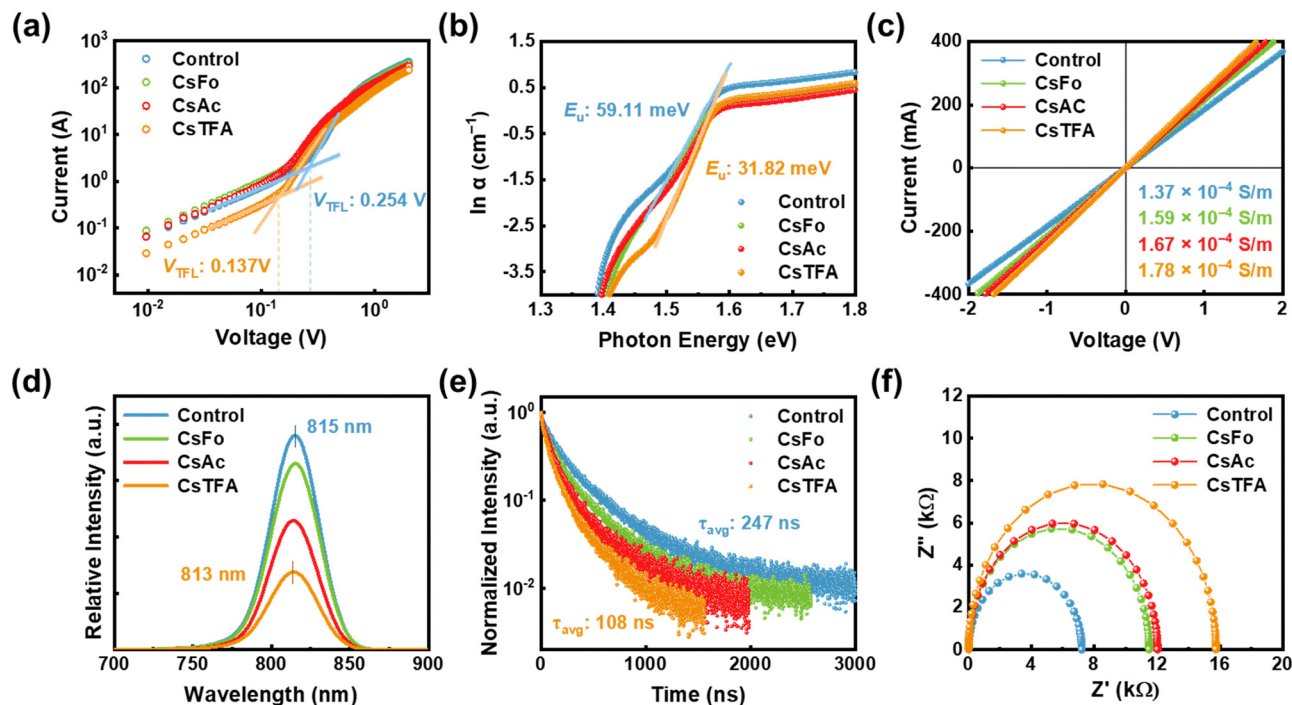 (a)
10³
10²
10¹
10⁰
10⁻¹
10⁻²
Current (A)
Control
CsFo
CsAc
CsTFA
V_TFL: 0.254 V
V_TFL: 0.137V
10⁻²
10⁻¹
10⁰
Voltage (V)
(b)
1.5
0.5
-0.5
-1.5
-2.5
-3.5
ln α (cm⁻¹)
E_u: 59.11 meV
E_u: 31.82 meV
Control
CsFo
CsAc
CsTFA
1.3 1.4 1.5 1.6 1.7 1.8
Photon Energy (eV)
(c)
400
200
0
-200
-400
Current (mA)
Control
CsFo
CsAC
CsTFA
1.37 × 10⁻⁴ S/m
1.59 × 10⁻⁴ S/m
1.67 × 10⁻⁴ S/m
1.78 × 10⁻⁴ S/m
-2 -1 0 1 2
Voltage (V)
(d)
Relative Intensity (a.u.)
Control
CsFo
CsAc
CsTFA
815 nm
813 nm
700 750 800 850 900
Wavelength (nm)
(e)
10⁰
10⁻¹
10⁻²
Normalized Intensity (a.u.)
Control
CsFo
CsAc
CsTFA
τ_avg: 247 ns
τ_avg: 108 ns
0 1000 2000 3000
Time (ns)
(f)
12
10
8
6
4
2
0
Z'' (kΩ)
Control
CsFo
CsAc
CsTFA
0 4 8 12 16 20
Z' (kΩ)